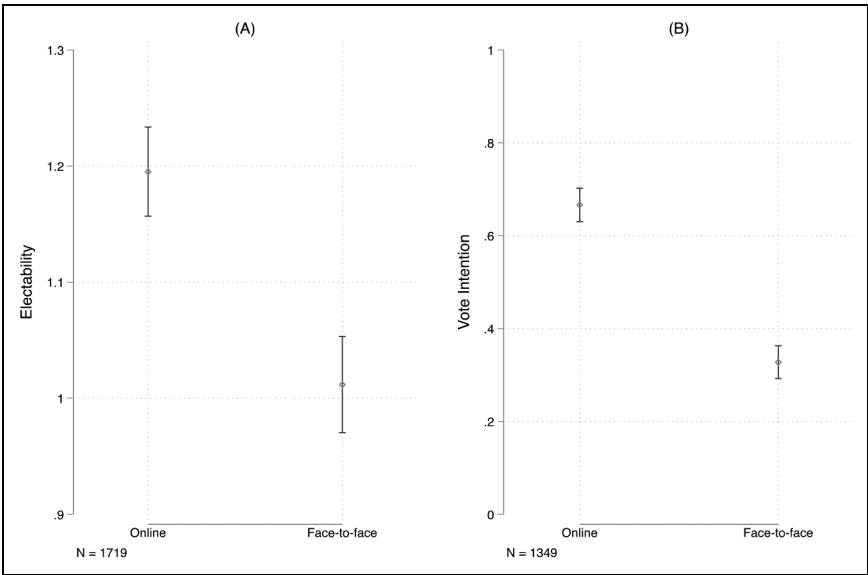 (A)
1.3
1.2
1.1
1
.9
Electability
Online
Face-to-face
N = 1719
(B)
1
.8
.6
.4
.2
0
Vote Intention
Online
Face-to-face
N = 1349